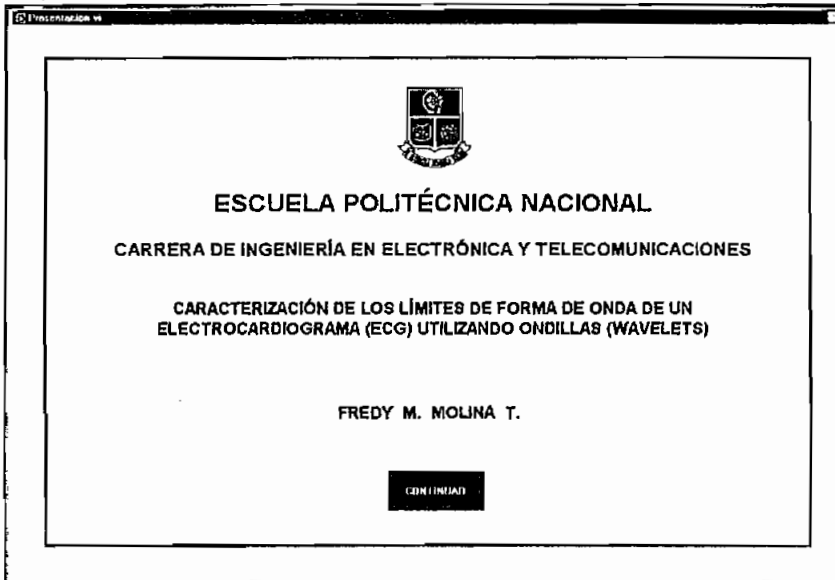 Presentacion vi
ESCUELA POLITÉCNICA NACIONAL
CARRERA DE INGENIERÍA EN ELECTRÓNICA Y TELECOMUNICACIONES
CARACTERIZACIÓN DE LOS LÍMITES DE FORMA DE ONDA DE UN
ELECTROCARDIOGRAMA (ECG) UTILIZANDO ONDILLAS (WAVELETS)
FREDY M. MOLINA T.